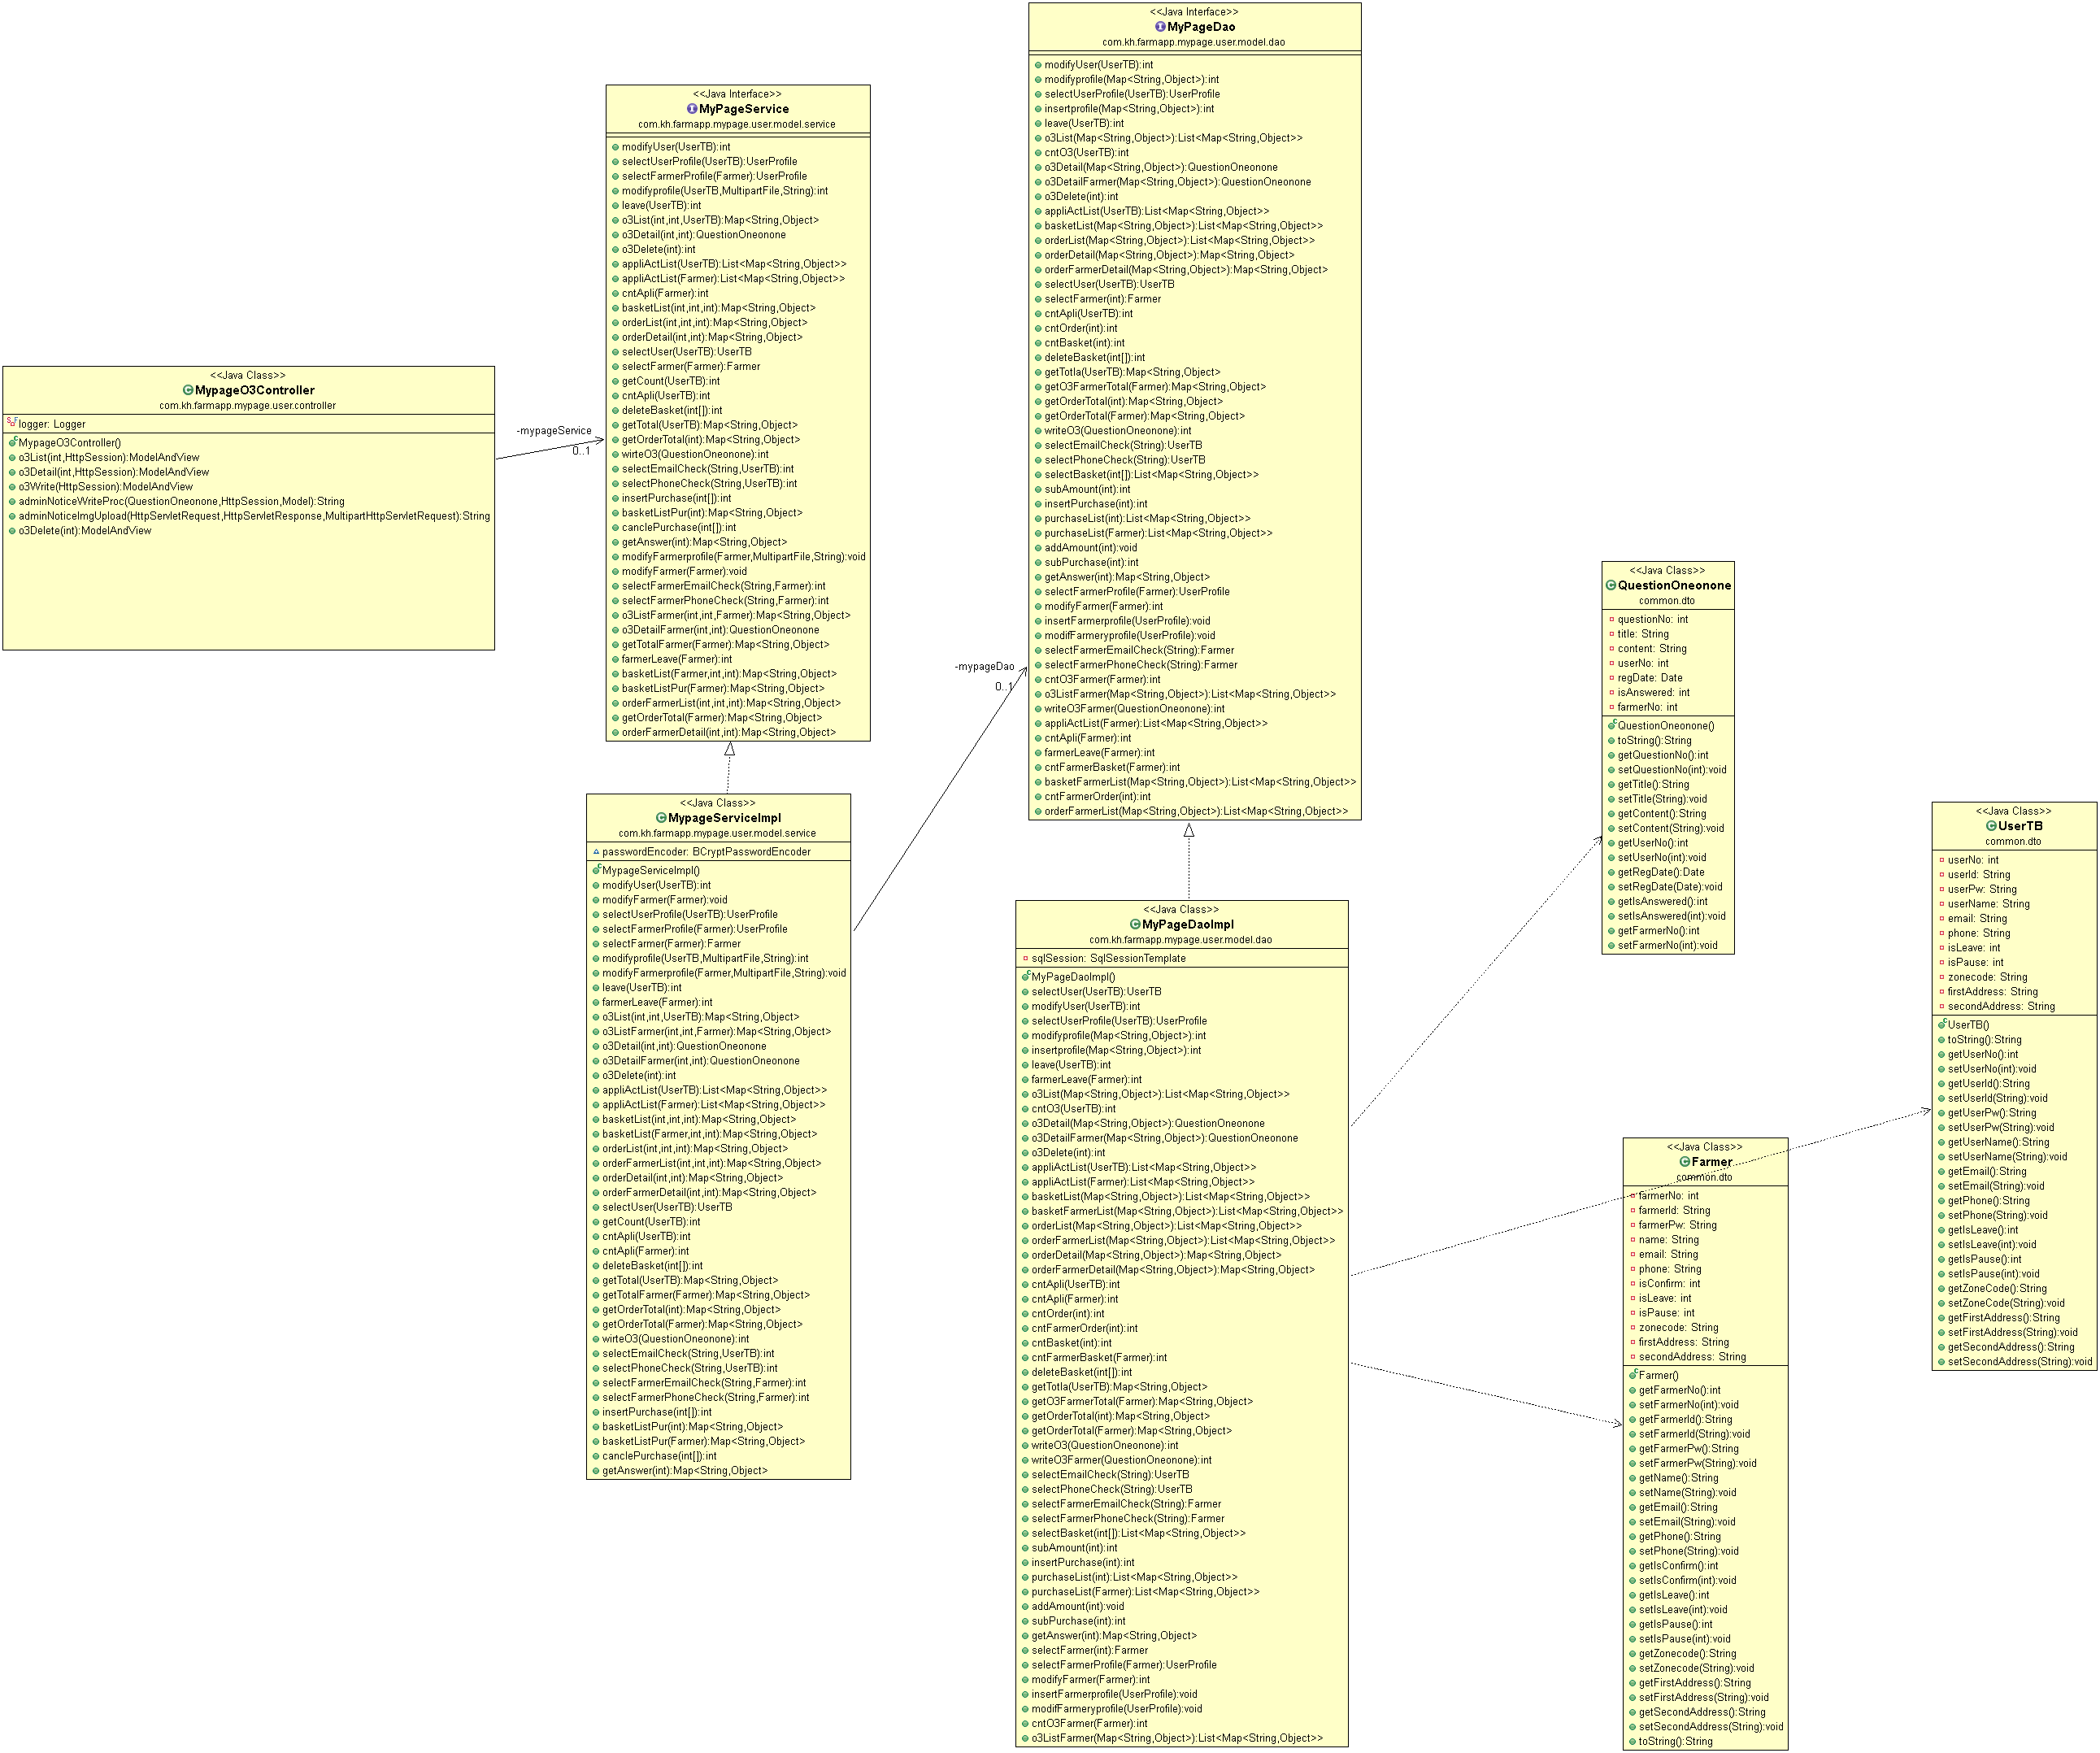 <<Java Class>>
MypageO3Controller
com.kh.farmapp.mypage.user.controller
logger: Logger
MypageO3Controller()
o3List(int,HttpSession):ModelAndView
o3Detail(int,HttpSession):ModelAndView
o3Write(HttpSession):ModelAndView
adminNoticeWriteProc(QuestionOneonone,HttpSession,Model):String
adminNoticeImgUpload(HttpServletRequest,HttpServletResponse,MultipartHttpServletRequest):String
o3Delete(int):ModelAndView
-mypageService
0..1
<<Java Interface>>
MyPageService
com.kh.farmapp.mypage.user.model.service
modifyUser(UserTB):int
selectUserProfile(UserTB):UserProfile
selectFarmerProfile(Farmer):UserProfile
modifyprofile(UserTB,MultipartFile,String):int
leave(UserTB):int
o3List(int,int,UserTB):Map<String,Object>
o3Detail(int,int):QuestionOneonone
o3Delete(int):int
appliActList(UserTB):List<Map<String,Object>>
appliActList(Farmer):List<Map<String,Object>>
cntApli(Farmer):int
basketList(int,int,int):Map<String,Object>
orderList(int,int,int):Map<String,Object>
orderDetail(int,int):Map<String,Object>
selectUser(UserTB):UserTB
selectFarmer(Farmer):Farmer
getCount(UserTB):int
cntApli(UserTB):int
deleteBasket(int[]):int
getTotal(UserTB):Map<String,Object>
getOrderTotal(int):Map<String,Object>
wirteO3(QuestionOneonone):int
selectEmailCheck(String,UserTB):int
selectPhoneCheck(String,UserTB):int
insertPurchase(int[]):int
basketListPur(int):Map<String,Object>
canclePurchase(int[]):int
getAnswer(int):Map<String,Object>
modifyFarmerprofile(Farmer,MultipartFile,String):void
modifyFarmer(Farmer):void
selectFarmerEmailCheck(String,Farmer):int
selectFarmerPhoneCheck(String,Farmer):int
o3ListFarmer(int,int,Farmer):Map<String,Object>
o3DetailFarmer(int,int):QuestionOneonone
getTotalFarmer(Farmer):Map<String,Object>
farmerLeave(Farmer):int
basketList(Farmer,int,int):Map<String,Object>
basketListPur(Farmer):Map<String,Object>
orderFarmerList(int,int,int):Map<String,Object>
getOrderTotal(Farmer):Map<String,Object>
orderFarmerDetail(int,int):Map<String,Object>
<<Java Class>>
MypageServiceImpl
com.kh.farmapp.mypage.user.model.service
passwordEncoder: BCryptPasswordEncoder
MypageServiceImpl()
modifyUser(UserTB):int
modifyFarmer(Farmer):void
selectUserProfile(UserTB):UserProfile
selectFarmerProfile(Farmer):UserProfile
selectFarmer(Farmer):Farmer
modifyprofile(UserTB,MultipartFile,String):int
modifyFarmerprofile(Farmer,MultipartFile,String):void
leave(UserTB):int
farmerLeave(Farmer):int
o3List(int,int,UserTB):Map<String,Object>
o3ListFarmer(int,int,Farmer):Map<String,Object>
o3Detail(int,int):QuestionOneonone
o3DetailFarmer(int,int):QuestionOneonone
o3Delete(int):int
appliActList(UserTB):List<Map<String,Object>>
appliActList(Farmer):List<Map<String,Object>>
basketList(int,int,int):Map<String,Object>
basketList(Farmer,int,int):Map<String,Object>
orderList(int,int,int):Map<String,Object>
orderFarmerList(int,int,int):Map<String,Object>
orderDetail(int,int):Map<String,Object>
orderFarmerDetail(int,int):Map<String,Object>
selectUser(UserTB):UserTB
getCount(UserTB):int
cntApli(UserTB):int
cntApli(Farmer):int
deleteBasket(int[]):int
getTotal(UserTB):Map<String,Object>
getTotalFarmer(Farmer):Map<String,Object>
getOrderTotal(int):Map<String,Object>
getOrderTotal(Farmer):Map<String,Object>
wirteO3(QuestionOneonone):int
selectEmailCheck(String,UserTB):int
selectPhoneCheck(String,UserTB):int
selectFarmerEmailCheck(String,Farmer):int
selectFarmerPhoneCheck(String,Farmer):int
insertPurchase(int[]):int
basketListPur(int):Map<String,Object>
basketListPur(Farmer):Map<String,Object>
canclePurchase(int[]):int
getAnswer(int):Map<String,Object>
-mypageDao
0..1
<<Java Interface>>
MyPageDao
com.kh.farmapp.mypage.user.model.dao
modifyUser(UserTB):int
modifyprofile(Map<String,Object>):int
selectUserProfile(UserTB):UserProfile
insertprofile(Map<String,Object>):int
leave(UserTB):int
o3List(Map<String,Object>):List<Map<String,Object>>
cntO3(UserTB):int
o3Detail(Map<String,Object>):QuestionOneonone
o3DetailFarmer(Map<String,Object>):QuestionOneonone
o3Delete(int):int
appliActList(UserTB):List<Map<String,Object>>
basketList(Map<String,Object>):List<Map<String,Object>>
orderList(Map<String,Object>):List<Map<String,Object>>
orderDetail(Map<String,Object>):Map<String,Object>
orderFarmerDetail(Map<String,Object>):Map<String,Object>
selectUser(UserTB):UserTB
selectFarmer(int):Farmer
cntApli(UserTB):int
cntOrder(int):int
cntBasket(int):int
deleteBasket(int[]):int
getTotla(UserTB):Map<String,Object>
getO3FarmerTotal(Farmer):Map<String,Object>
getOrderTotal(int):Map<String,Object>
getOrderTotal(Farmer):Map<String,Object>
writeO3(QuestionOneonone):int
selectEmailCheck(String):UserTB
selectPhoneCheck(String):UserTB
selectBasket(int[]):List<Map<String,Object>>
subAmount(int):int
insertPurchase(int):int
purchaseList(int):List<Map<String,Object>>
purchaseList(Farmer):List<Map<String,Object>>
addAmount(int):void
subPurchase(int):int
getAnswer(int):Map<String,Object>
selectFarmerProfile(Farmer):UserProfile
modifyFarmer(Farmer):int
insertFarmerprofile(UserProfile):void
modifFarmeryprofile(UserProfile):void
selectFarmerEmailCheck(String):Farmer
selectFarmerPhoneCheck(String):Farmer
cntO3Farmer(Farmer):int
o3ListFarmer(Map<String,Object>):List<Map<String,Object>>
writeO3Farmer(QuestionOneonone):int
appliActList(Farmer):List<Map<String,Object>>
cntApli(Farmer):int
farmerLeave(Farmer):int
cntFarmerBasket(Farmer):int
basketFarmerList(Map<String,Object>):List<Map<String,Object>>
cntFarmerOrder(int):int
orderFarmerList(Map<String,Object>):List<Map<String,Object>>
<<Java Class>>
MyPageDaoImpl
com.kh.farmapp.mypage.user.model.dao
sqlSession: SqlSessionTemplate
MyPageDaoImpl()
selectUser(UserTB):UserTB
modifyUser(UserTB):int
selectUserProfile(UserTB):UserProfile
modifyprofile(Map<String,Object>):int
insertprofile(Map<String,Object>):int
leave(UserTB):int
farmerLeave(Farmer):int
o3List(Map<String,Object>):List<Map<String,Object>>
cntO3(UserTB):int
o3Detail(Map<String,Object>):QuestionOneonone
o3DetailFarmer(Map<String,Object>):QuestionOneonone
o3Delete(int):int
appliActList(UserTB):List<Map<String,Object>>
appliActList(Farmer):List<Map<String,Object>>
basketList(Map<String,Object>):List<Map<String,Object>>
basketFarmerList(Map<String,Object>):List<Map<String,Object>>
orderList(Map<String,Object>):List<Map<String,Object>>
orderFarmerList(Map<String,Object>):List<Map<String,Object>>
orderDetail(Map<String,Object>):Map<String,Object>
orderFarmerDetail(Map<String,Object>):Map<String,Object>
cntApli(UserTB):int
cntApli(Farmer):int
cntOrder(int):int
cntFarmerOrder(int):int
cntBasket(int):int
cntFarmerBasket(Farmer):int
deleteBasket(int[]):int
getTotla(UserTB):Map<String,Object>
getO3FarmerTotal(Farmer):Map<String,Object>
getOrderTotal(int):Map<String,Object>
getOrderTotal(Farmer):Map<String,Object>
writeO3(QuestionOneonone):int
writeO3Farmer(QuestionOneonone):int
selectEmailCheck(String):UserTB
selectPhoneCheck(String):UserTB
selectFarmerEmailCheck(String):Farmer
selectFarmerPhoneCheck(String):Farmer
selectBasket(int[]):List<Map<String,Object>>
subAmount(int):int
insertPurchase(int):int
purchaseList(int):List<Map<String,Object>>
purchaseList(Farmer):List<Map<String,Object>>
addAmount(int):void
subPurchase(int):int
getAnswer(int):Map<String,Object>
selectFarmer(int):Farmer
selectFarmerProfile(Farmer):UserProfile
modifyFarmer(Farmer):int
insertFarmerprofile(UserProfile):void
modifFarmeryprofile(UserProfile):void
cntO3Farmer(Farmer):int
o3ListFarmer(Map<String,Object>):List<Map<String,Object>>
<<Java Class>>
QuestionOneonone
common.dto
questionNo: int
title: String
content: String
userNo: int
regDate: Date
isAnswered: int
farmerNo: int
QuestionOneonone()
toString():String
getQuestionNo():int
setQuestionNo(int):void
getTitle():String
setTitle(String):void
getContent():String
setContent(String):void
getUserNo():int
setUserNo(int):void
getRegDate():Date
setRegDate(Date):void
getIsAnswered():int
setIsAnswered(int):void
getFarmerNo():int
setFarmerNo(int):void
<<Java Class>>
Farmer
common.dto
farmerNo: int
farmerId: String
farmerPw: String
name: String
email: String
phone: String
isConfirm: int
isLeave: int
isPause: int
zonecode: String
firstAddress: String
secondAddress: String
Farmer()
getFarmerNo():int
setFarmerNo(int):void
getFarmerId():String
setFarmerId(String):void
getFarmerPw():String
setFarmerPw(String):void
getName():String
setName(String):void
getEmail():String
setEmail(String):void
getPhone():String
setPhone(String):void
getIsConfirm():int
setIsConfirm(int):void
getIsLeave():int
setIsLeave(int):void
getIsPause():int
setIsPause(int):void
getZonecode():String
setZonecode(String):void
getFirstAddress():String
setFirstAddress(String):void
getSecondAddress():String
setSecondAddress(String):void
toString():String
<<Java Class>>
UserTB
common.dto
userNo: int
userId: String
userPw: String
userName: String
email: String
phone: String
isLeave: int
isPause: int
zonecode: String
firstAddress: String
secondAddress: String
UserTB()
toString():String
getUserNo():int
setUserNo(int):void
getUserId():String
setUserId(String):void
getUserPw():String
setUserPw(String):void
getUserName():String
setUserName(String):void
getEmail():String
setEmail(String):void
getPhone():String
setPhone(String):void
getIsLeave():int
setIsLeave(int):void
getIsPause():int
setIsPause(int):void
getZoneCode():String
setZoneCode(String):void
getFirstAddress():String
setFirstAddress(String):void
getSecondAddress():String
setSecondAddress(String):void